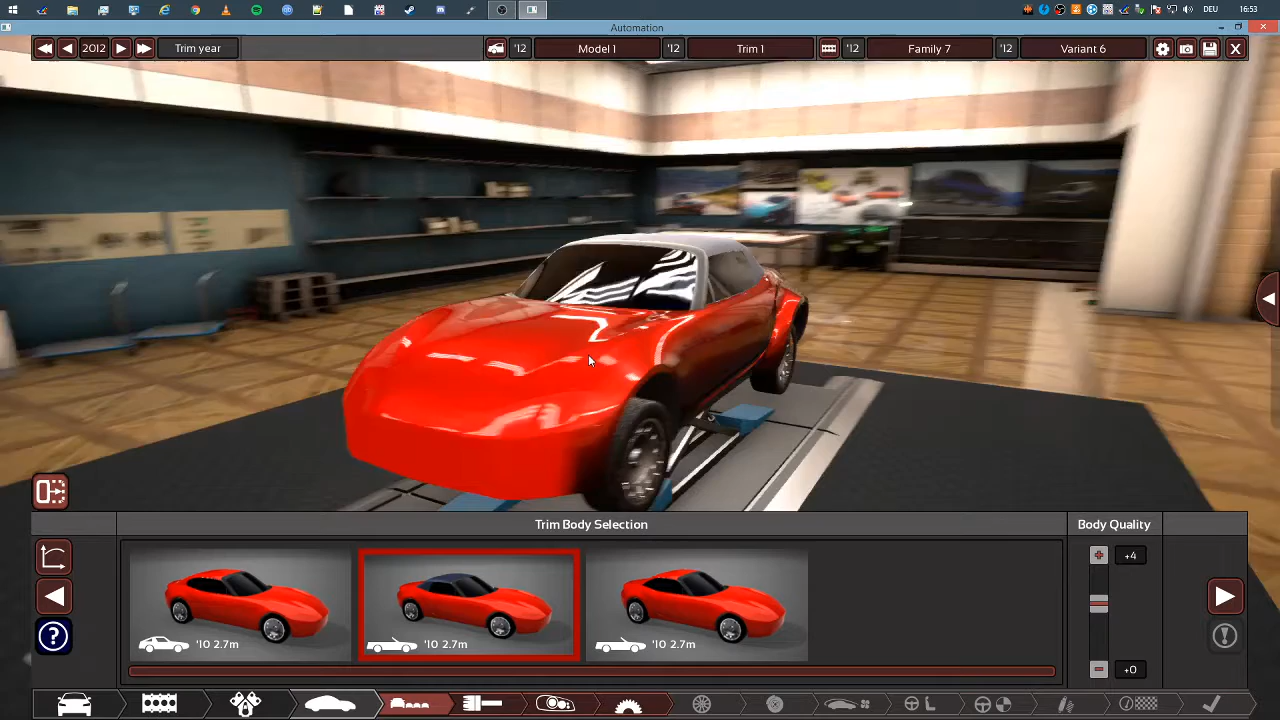 DEU 16:53
Automation
2012 Trim year '12 Model 1 '12 Trim 1 '12 Family 7 '12 Variant 6
Trim Body Selection Body Quality
+4
'10 2.7m '10 2.7m '10 2.7m
+0